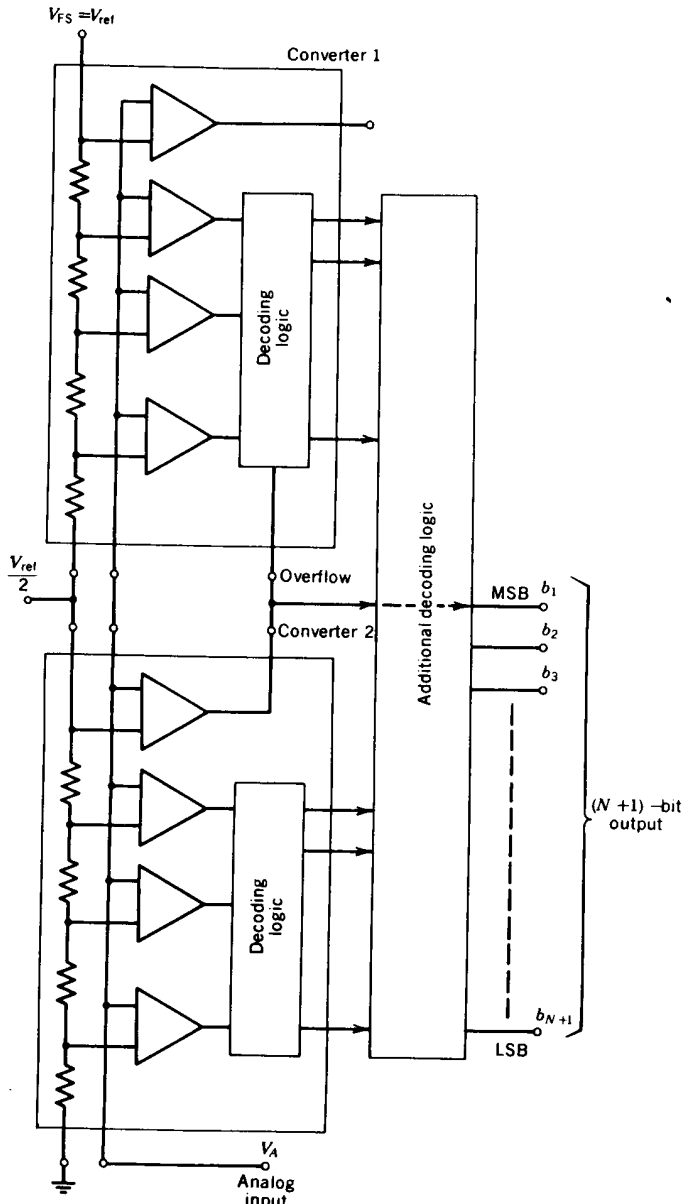 V_FS = V_ref
Converter 1
Decoding
logic
V_ref
2
Overflow
Converter 2
Additional decoding logic
MSB b_1
b_2
b_3
(N + 1) –bit
output
Decoding
logic
b_N+1
LSB
V_A
Analog
input